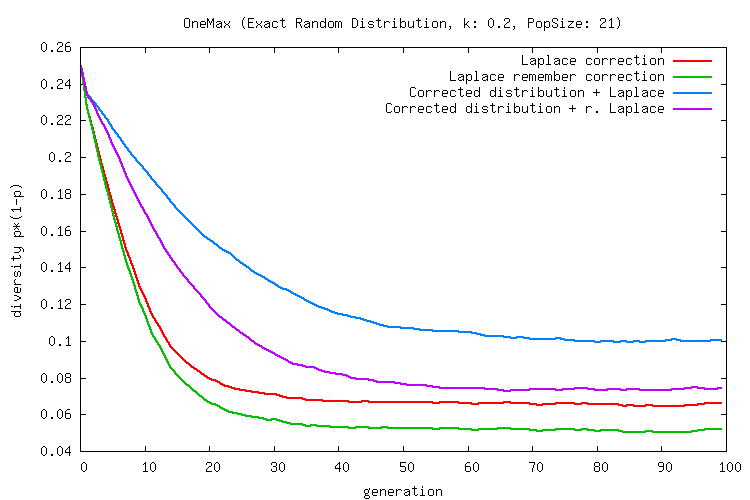 OneMax (Exact Random Distribution, k: 0.2, PopSize: 21)
Laplace correction
Laplace remember correction
Corrected distribution + Laplace
Corrected distribution + r. Laplace
diversity p*(1-p)
0.26
0.24
0.22
0.2
0.18
0.16
0.14
0.12
0.1
0.08
0.06
0.04
0 10 20 30 40 50 60 70 80 90 100
generation